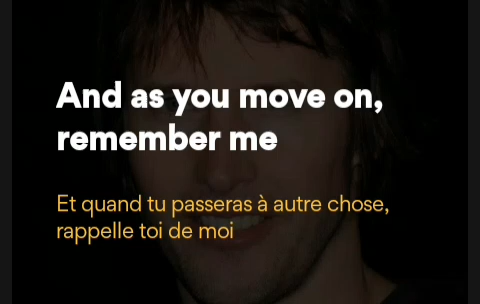 And as you move on,
remember me
Et quand tu passeras à autre chose,
rappelle toi de moi